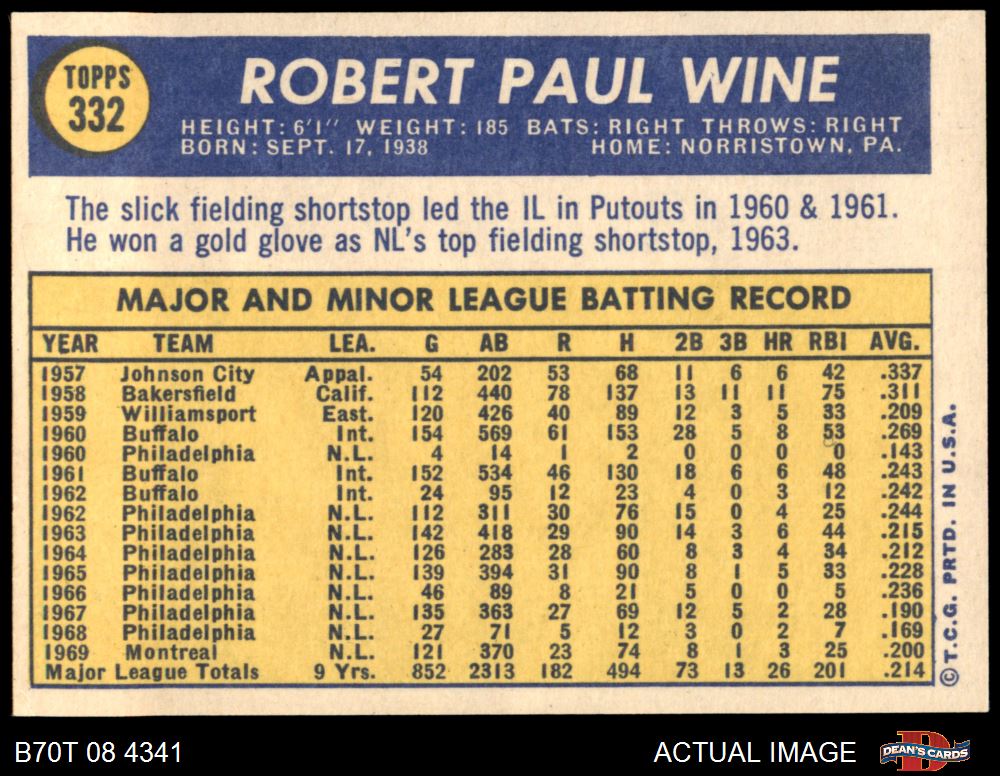 TOPPS
332
ROBERT PAUL WINE
HEIGHT: 6'1" WEIGHT: 185 BATS: RIGHT THROWS: RIGHT
BORN: SEPT. 17, 1938 HOME: NORRISTOWN, PA.
The slick fielding shortstop led the IL in Putouts in 1960 & 1961.
He won a gold glove as NL's top fielding shortstop, 1963.
MAJOR AND MINOR LEAGUE BATTING RECORD
YEAR TEAM LEA. G AB R H 2B 3B HR RBI AVG.
1957 Johnson City Appal. 54 202 53 68 11 6 6 42 .337
1958 Bakersfield Calif. 112 440 78 137 13 11 11 75 .311
1959 Williamsport East. 120 426 40 89 12 3 5 33 .209
1960 Buffalo Int. 154 569 61 153 28 5 8 53 .269
1960 Philadelphia N.L. 4 14 1 2 0 0 0 0 .143
1961 Buffalo Int. 152 534 46 130 18 6 6 48 .243
1962 Buffalo Int. 24 95 12 23 4 0 3 12 .242
1962 Philadelphia N.L. 112 311 30 76 15 0 4 25 .244
1963 Philadelphia N.L. 142 418 29 90 14 3 6 44 .215
1964 Philadelphia N.L. 126 283 28 60 8 3 4 34 .212
1965 Philadelphia N.L. 139 394 31 90 8 1 5 33 .228
1966 Philadelphia N.L. 46 89 8 21 5 0 0 5 .236
1967 Philadelphia N.L. 135 363 27 69 12 5 2 28 .190
1968 Philadelphia N.L. 27 71 5 12 3 0 2 7 .169
1969 Montreal N.L. 121 370 23 74 8 1 3 25 .200
Major League Totals 9 Yrs. 852 2313 182 494 73 13 26 201 .214
©T.C.G. PRTD. IN U.S.A.
B70T 08 4341 ACTUAL IMAGE
D
DEAN'S CARDS